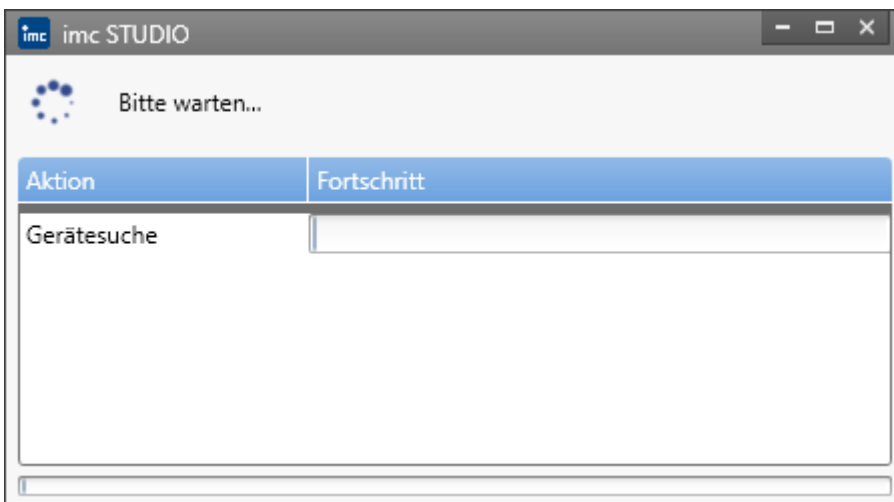 imc imc STUDIO
Bitte warten...
Aktion Fortschritt
Gerätesuche